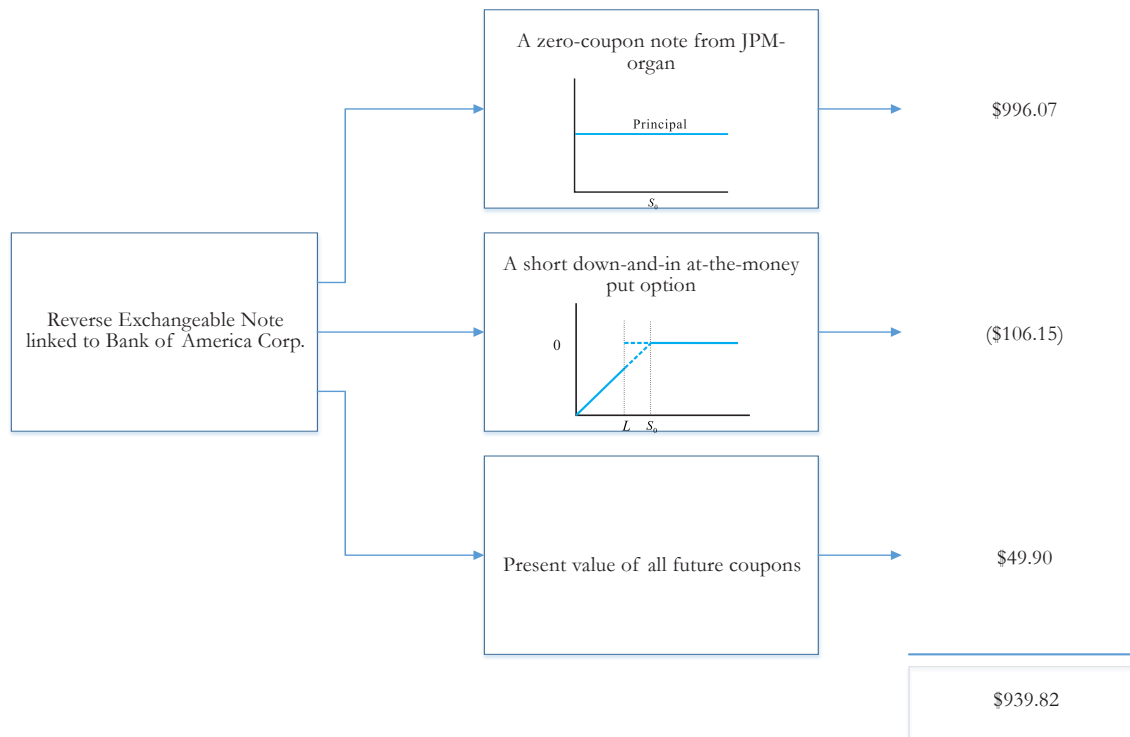 A zero-coupon note from JPM-
organ
Principal
S₀
$996.07
Reverse Exchangeable Note
linked to Bank of America Corp.
A short down-and-in at-the-money
put option
0
L S₀
($106.15)
Present value of all future coupons
$49.90
$939.82